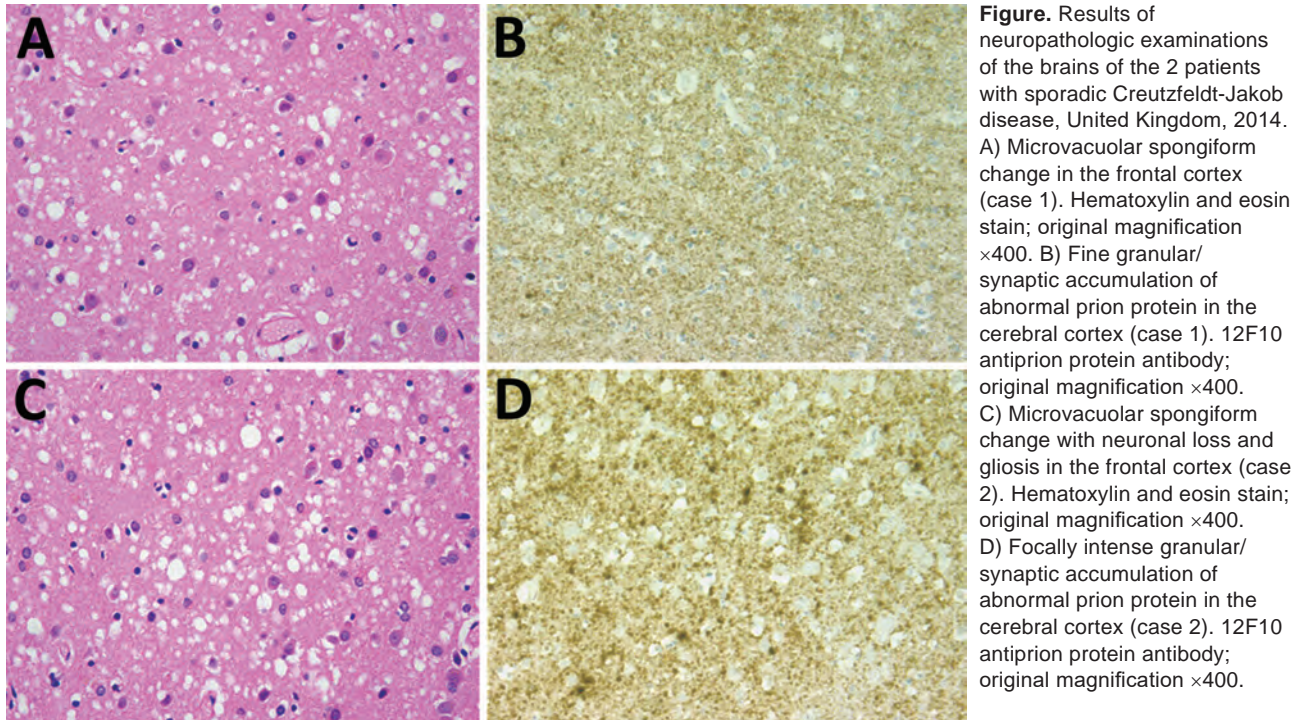 A
B
C
D
Figure. Results of
neuropathologic examinations
of the brains of the 2 patients
with sporadic Creutzfeldt-Jakob
disease, United Kingdom, 2014.
A) Microvacuolar spongiform
change in the frontal cortex
(case 1). Hematoxylin and eosin
stain; original magnification
×400. B) Fine granular/
synaptic accumulation of
abnormal prion protein in the
cerebral cortex (case 1). 12F10
antiprion protein antibody;
original magnification ×400.
C) Microvacuolar spongiform
change with neuronal loss and
gliosis in the frontal cortex (case
2). Hematoxylin and eosin stain;
original magnification ×400.
D) Focally intense granular/
synaptic accumulation of
abnormal prion protein in the
cerebral cortex (case 2). 12F10
antiprion protein antibody;
original magnification ×400.